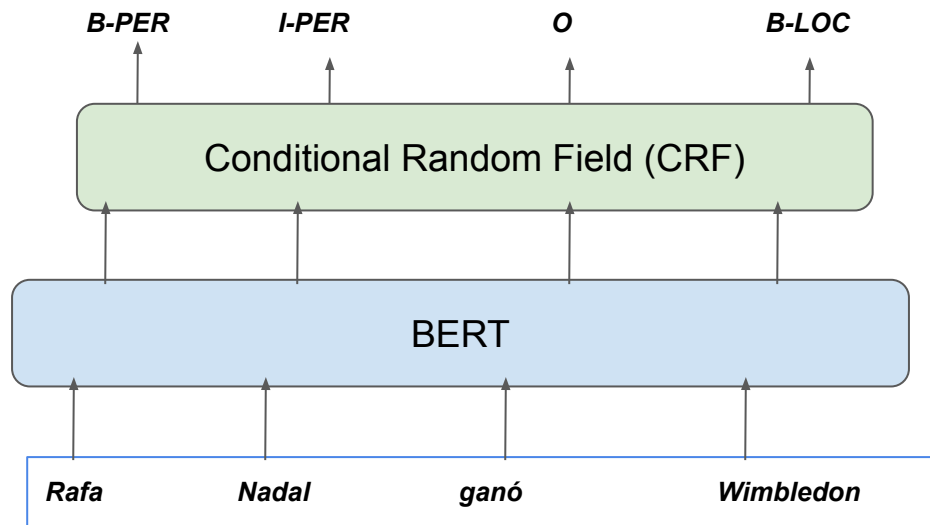 B-PER I-PER O B-LOC
Conditional Random Field (CRF)
BERT
Rafa Nadal ganó Wimbledon